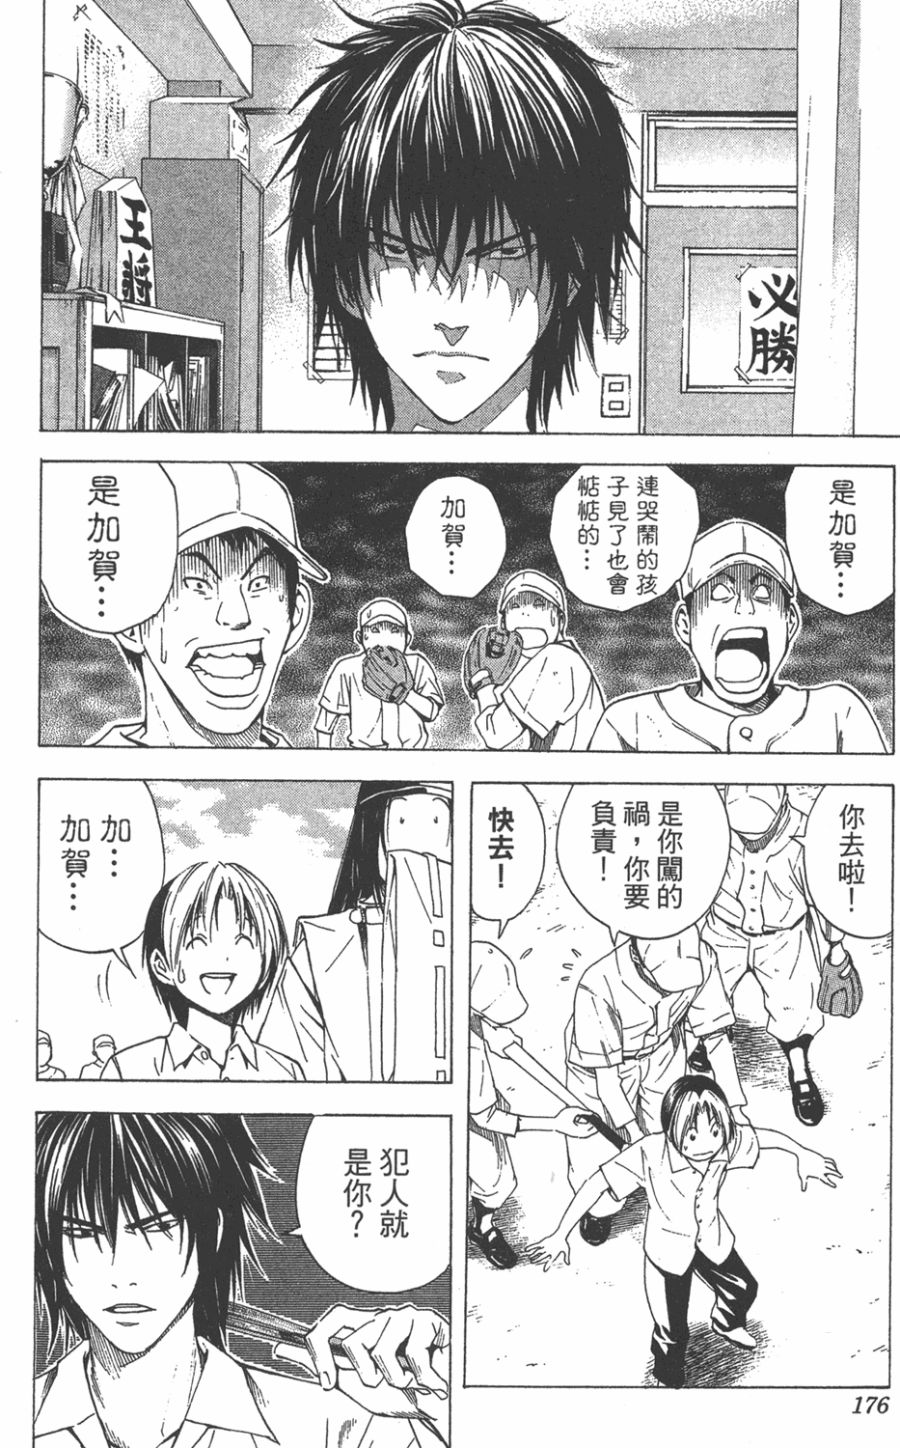 王將
必勝
是加賀…
連哭鬧的孩
子見了也會
惦惦的…
加賀…
是加賀…
你去啦！
是你闖的
禍，你要
負責！
快去！
加…
加賀…
犯人就
是你？
176